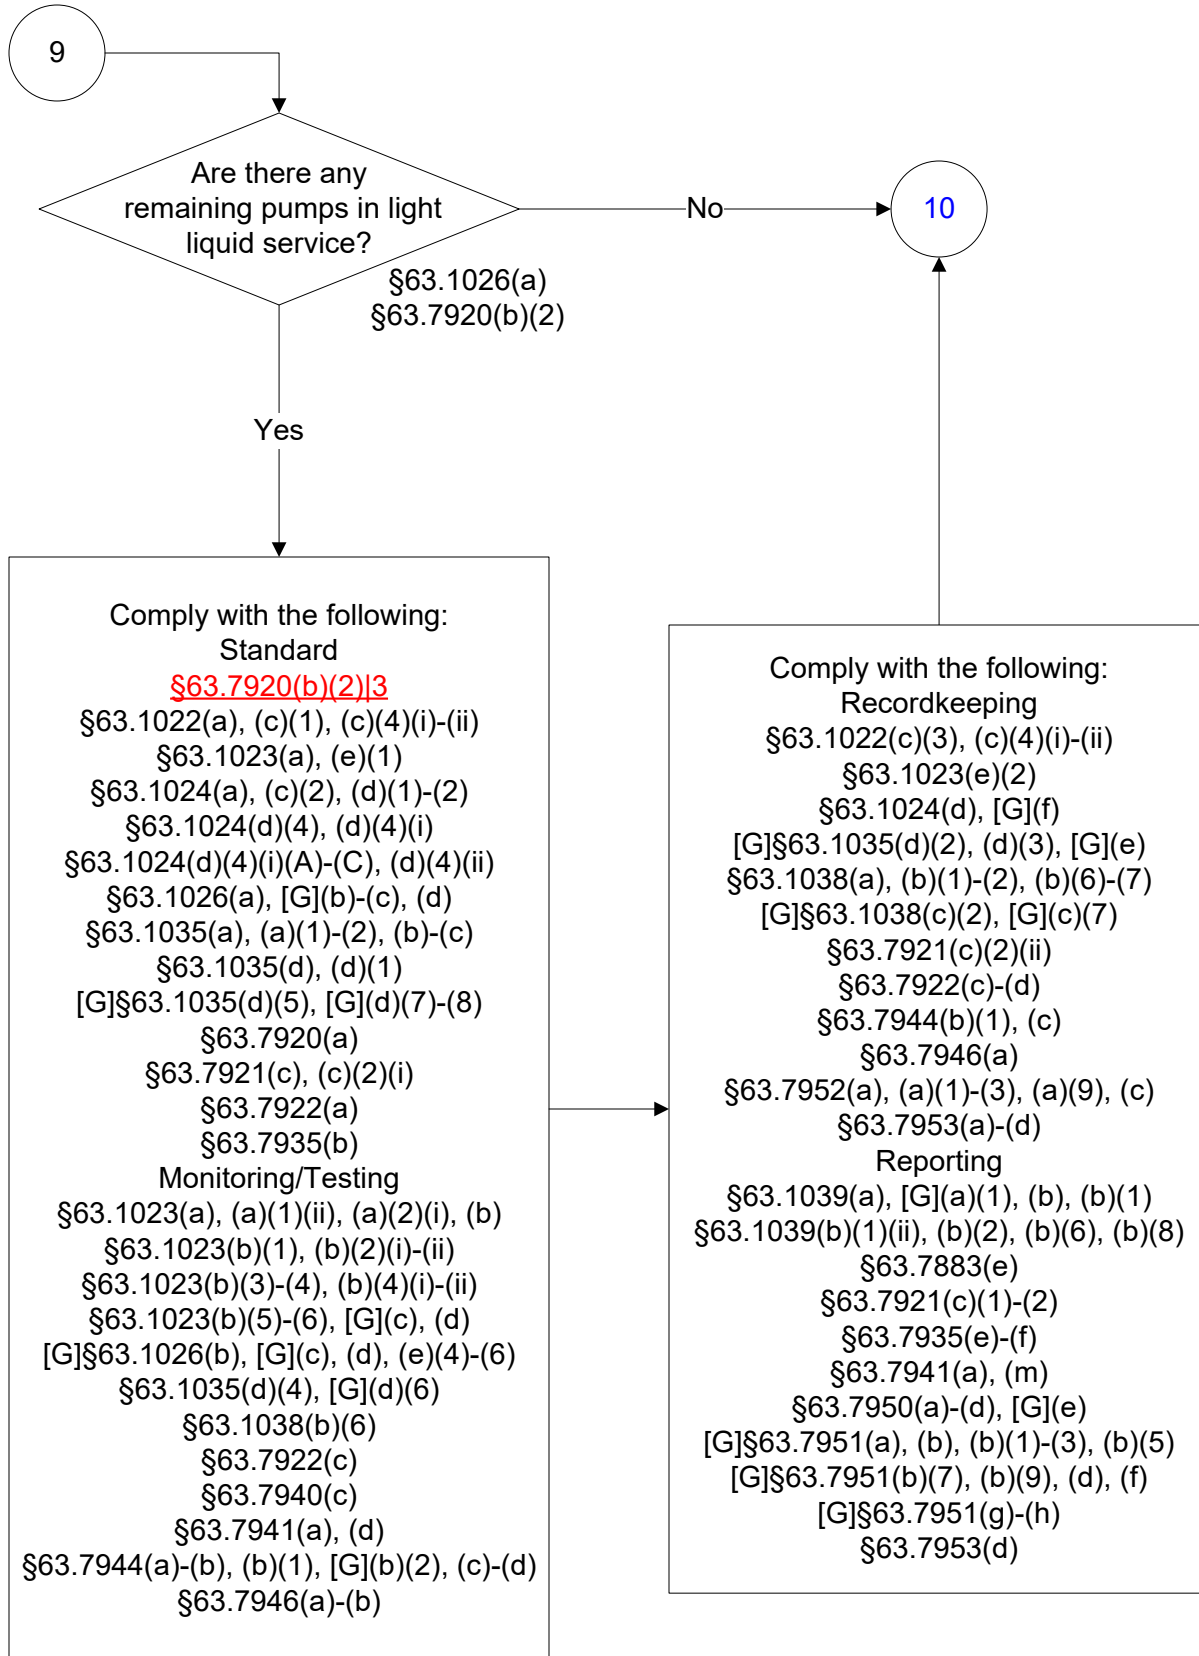 9
Are there any
remaining pumps in light
liquid service?
§63.1026(a)
§63.7920(b)(2)
No
10
Yes
Comply with the following:
Standard
§63.7920(b)(2)|3
§63.1022(a), (c)(1), (c)(4)(i)-(ii)
§63.1023(a), (e)(1)
§63.1024(a), (c)(2), (d)(1)-(2)
§63.1024(d)(4), (d)(4)(i)
§63.1024(d)(4)(i)(A)-(C), (d)(4)(ii)
§63.1026(a), [G](b)-(c), (d)
§63.1035(a), (a)(1)-(2), (b)-(c)
§63.1035(d), (d)(1)
[G]§63.1035(d)(5), [G](d)(7)-(8)
§63.7920(a)
§63.7921(c), (c)(2)(i)
§63.7922(a)
§63.7935(b)
Monitoring/Testing
§63.1023(a), (a)(1)(ii), (a)(2)(i), (b)
§63.1023(b)(1), (b)(2)(i)-(ii)
§63.1023(b)(3)-(4), (b)(4)(i)-(ii)
§63.1023(b)(5)-(6), [G](c), (d)
[G]§63.1026(b), [G](c), (d), (e)(4)-(6)
§63.1035(d)(4), [G](d)(6)
§63.1038(b)(6)
§63.7922(c)
§63.7940(c)
§63.7941(a), (d)
§63.7944(a)-(b), (b)(1), [G](b)(2), (c)-(d)
§63.7946(a)-(b)
Comply with the following:
Recordkeeping
§63.1022(c)(3), (c)(4)(i)-(ii)
§63.1023(e)(2)
§63.1024(d), [G](f)
[G]§63.1035(d)(2), (d)(3), [G](e)
§63.1038(a), (b)(1)-(2), (b)(6)-(7)
[G]§63.1038(c)(2), [G](c)(7)
§63.7921(c)(2)(ii)
§63.7922(c)-(d)
§63.7944(b)(1), (c)
§63.7946(a)
§63.7952(a), (a)(1)-(3), (a)(9), (c)
§63.7953(a)-(d)
Reporting
§63.1039(a), [G](a)(1), (b), (b)(1)
§63.1039(b)(1)(ii), (b)(2), (b)(6), (b)(8)
§63.7883(e)
§63.7921(c)(1)-(2)
§63.7935(e)-(f)
§63.7941(a), (m)
§63.7950(a)-(d), [G](e)
[G]§63.7951(a), (b), (b)(1)-(3), (b)(5)
[G]§63.7951(b)(7), (b)(9), (d), (f)
[G]§63.7951(g)-(h)
§63.7953(d)